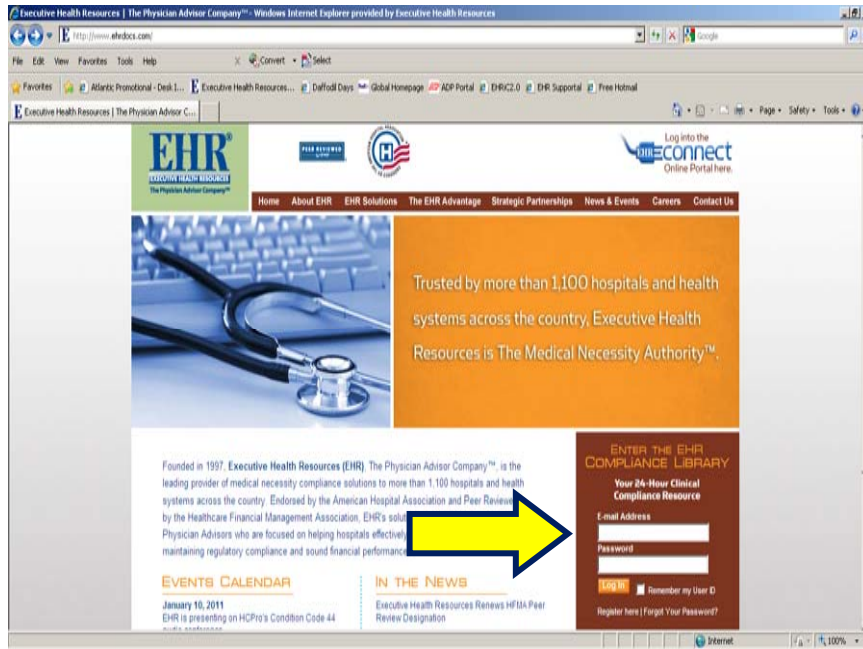 Executive Health Resources | The Physician Advisor Company™ - Windows Internet Explorer provided by Executive Health Resources
http://www.ehrdocs.com/
Google
File Edit View Favorites Tools Help
Convert Select
Favorites Atlantic Promotional - Desk I... Executive Health Resources... Daffodil Days Global Homepage ADP Portal EHRiC2.0 EHR Supportal Free Hotmail
Executive Health Resources | The Physician Advisor C...
Page Safety Tools
EHR®
EXECUTIVE HEALTH RESOURCES
The Physician Advisor Company™
PEER REVIEWED
H
Log into the
EHR CONNECT
Online Portal here.
Home About EHR EHR Solutions The EHR Advantage Strategic Partnerships News & Events Careers Contact Us
Trusted by more than 1,100 hospitals and health
systems across the country, Executive Health
Resources is The Medical Necessity Authority™.
Founded in 1997, Executive Health Resources (EHR), The Physician Advisor Company™, is the
leading provider of medical necessity compliance solutions to more than 1,100 hospitals and health
systems across the country. Endorsed by the American Hospital Association and Peer Reviewe
by the Healthcare Financial Management Association, EHR's solut
Physician Advisors who are focused on helping hospitals effectively
maintaining regulatory compliance and sound financial performance
ENTER THE EHR
COMPLIANCE LIBRARY
Your 24-Hour Clinical
Compliance Resource
E-mail Address
Password
Log In Remember my User ID
Register here | Forgot Your Password?
EVENTS CALENDAR
January 10, 2011
EHR is presenting on HCPro's Condition Code 44
audio conference
IN THE NEWS
Executive Health Resources Renews HFMA Peer
Review Designation
Internet
100%